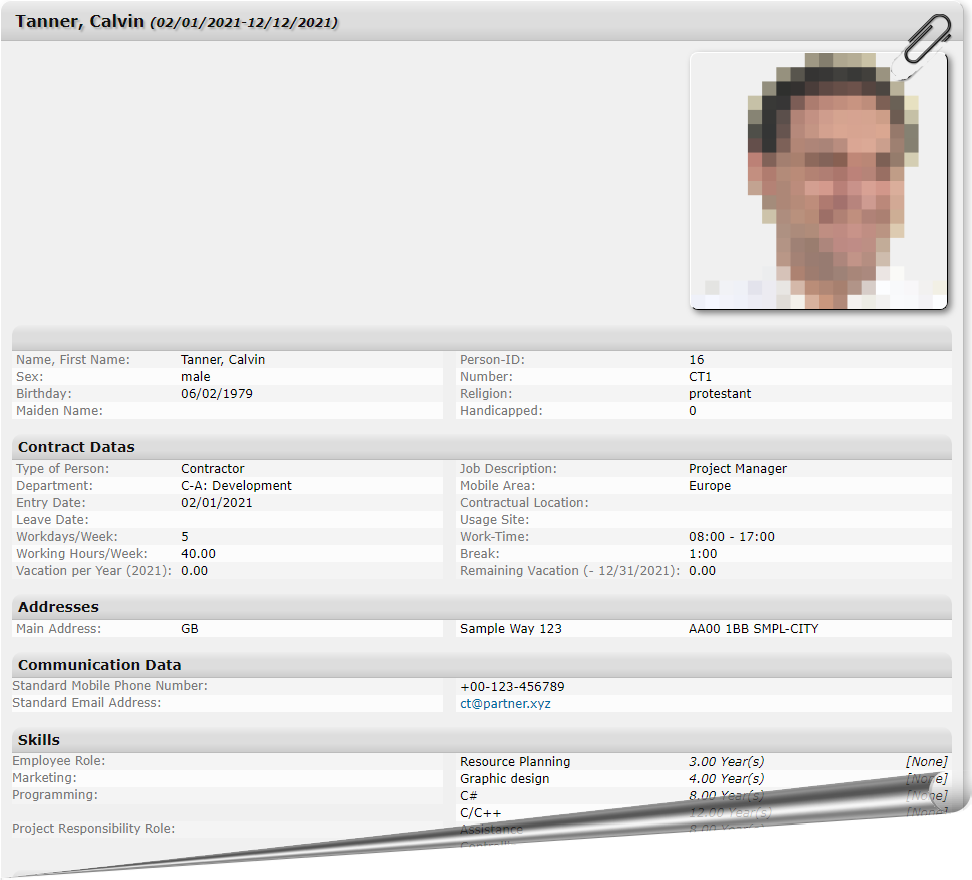 Tanner, Calvin (02/01/2021-12/12/2021)
Name, First Name: Tanner, Calvin Person-ID: 16
Sex: male Number: CT1
Birthday: 06/02/1979 Religion: protestant
Maiden Name: Handicapped: 0
Contract Datas
Type of Person: Contractor Job Description: Project Manager
Department: C-A: Development Mobile Area: Europe
Entry Date: 02/01/2021 Contractual Location:
Leave Date: Usage Site:
Workdays/Week: 5 Work-Time: 08:00 - 17:00
Working Hours/Week: 40.00 Break: 1:00
Vacation per Year (2021): 0.00 Remaining Vacation (- 12/31/2021): 0.00
Addresses
Main Address: GB Sample Way 123 AA00 1BB SMPL-CITY
Communication Data
Standard Mobile Phone Number: +00-123-456789
Standard Email Address: ct@partner.xyz
Skills
Employee Role: Resource Planning 3.00 Year(s) [None]
Marketing: Graphic design 4.00 Year(s) [None]
Programming: C# 8.00 Year(s) [None]
C/C++ 12.00 Year(s) [None]
Project Responsibility Role: Assistance 8.00 Year(s)